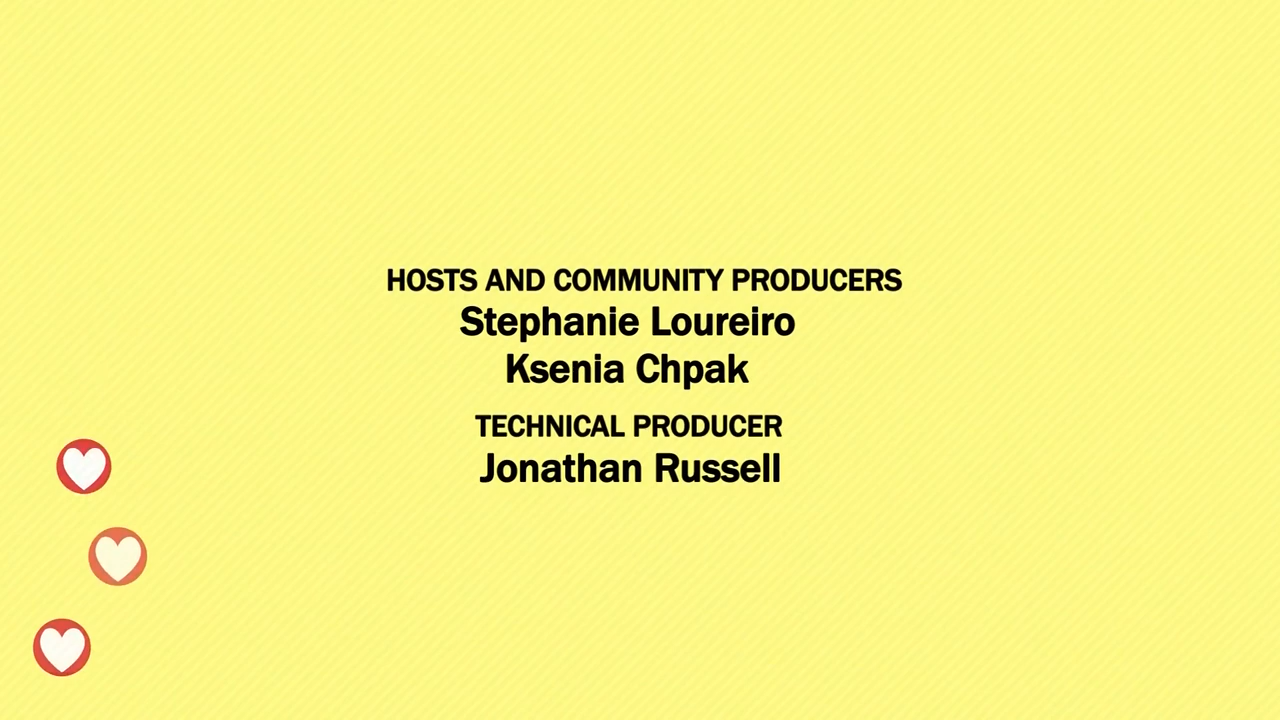 HOSTS AND COMMUNITY PRODUCERS
Stephanie Loureiro
Ksenia Chpak
TECHNICAL PRODUCER
Jonathan Russell